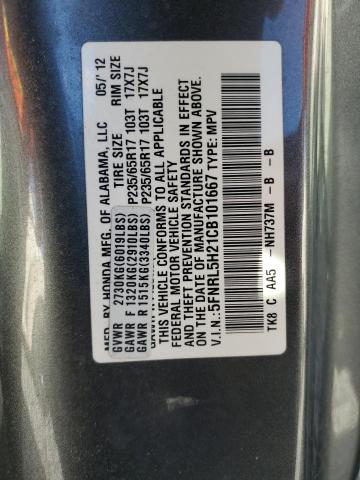 MFD. BY HONDA MFG. OF ALABAMA, LLC 05/'12
TIRE SIZE RIM SIZE
GVWR 2730KG(6019LBS)
GAWR F 1320KG(2910LBS) P235/65R17 103T 17X7J
GAWR R 1515KG(3340LBS) P235/65R17 103T 17X7J
THIS VEHICLE CONFORMS TO ALL APPLICABLE
FEDERAL MOTOR VEHICLE SAFETY
AND THEFT PREVENTION STANDARDS IN EFFECT
ON THE DATE OF MANUFACTURE SHOWN ABOVE.
V.I.N.: 5FNRL5H21CB101667 TYPE: MPV
TK8 C AA5 -NH737M -B -B